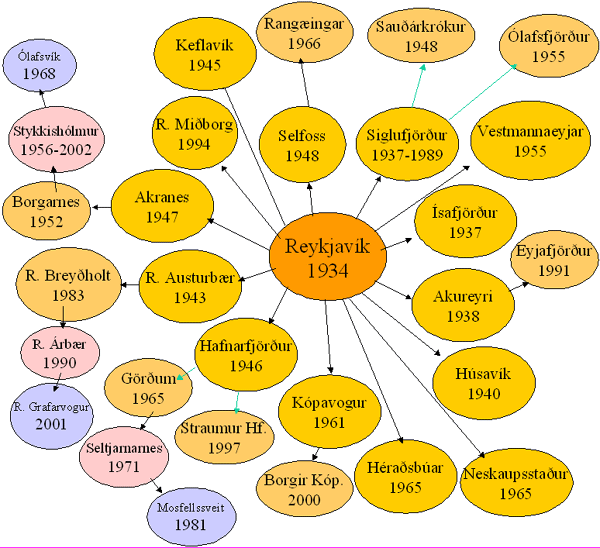 Rangæingar
1966
Sauðárkrókur
1948
Ólafsfjörður
1955
Keflavík
1945
Ólafsvík
1968
R. Miðborg
1994
Selfoss
1948
Siglufjörður
1937-1989
Vestmannaeyjar
1955
Stykkishólmur
1956-2002
Borgarnes
1952
Akranes
1947
Ísafjörður
1937
Reykjavík
1934
Eyjafjörður
1991
R. Breyðholt
1983
R. Austurbær
1943
Akureyri
1938
R. Árbær
1990
Hafnarfjörður
1946
Görðum
1965
Húsavík
1940
R. Grafarvogur
2001
Kópavogur
1961
Straumur Hf.
1997
Seltjarnarnes
1971
Héraðsbúar
1965
Neskaupsstaður
1965
Borgir Kóp.
2000
Mosfellssveit
1981